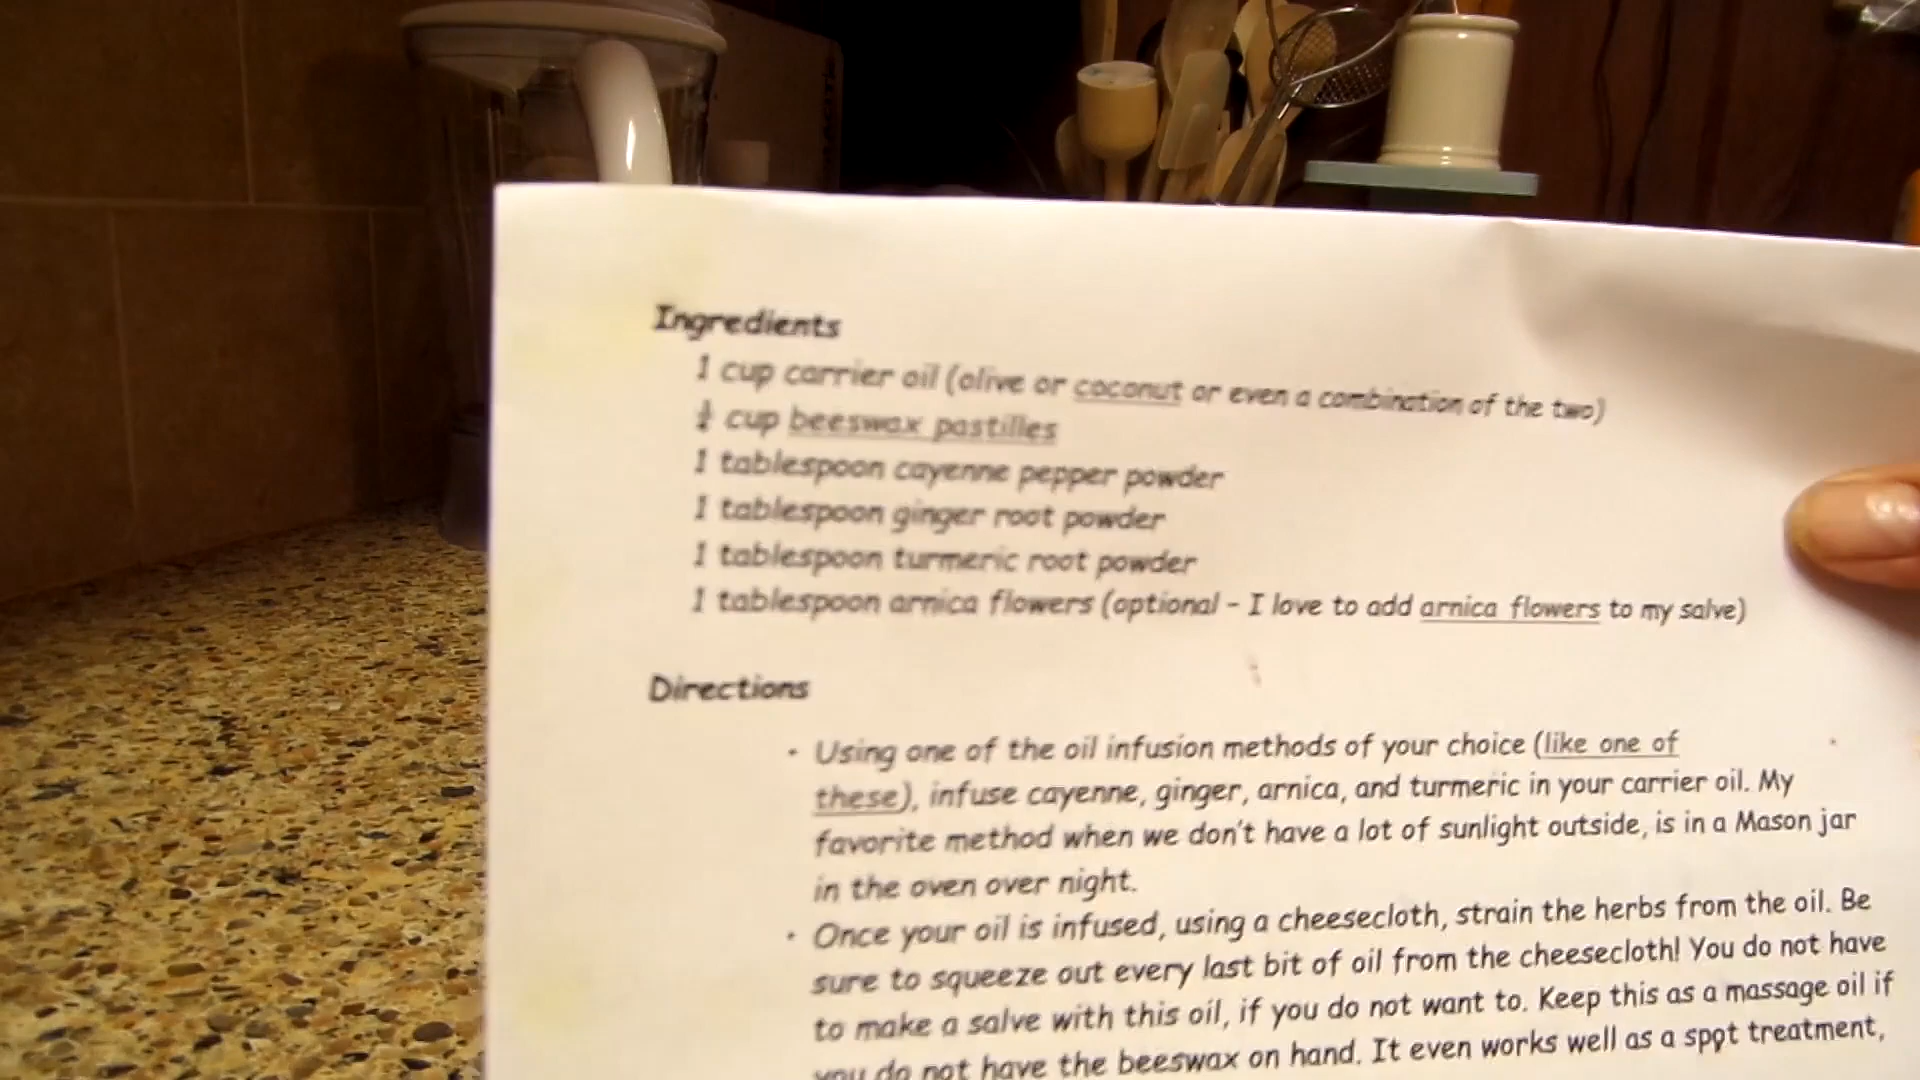 Ingredients
1 cup carrier oil (olive or coconut or even a combination of the two)
cup beeswax pastilles
1 tablespoon cayenne pepper powder
1 tablespoon ginger root powder
1 tablespoon turmeric root powder
1 tablespoon arnica flowers (optional - I love to add arnica flowers to my salve)
Directions
• Using one of the oil infusion methods of your choice (like one of
these), infuse cayenne, ginger, arnica, and turmeric in your carrier oil. My
favorite method when we don't have a lot of sunlight outside, is in a Mason jar
in the oven over night.
• Once your oil is infused, using a cheesecloth, strain the herbs from the oil. Be
sure to squeeze out every last bit of oil from the cheesecloth! You do not have
to make a salve with this oil, if you do not want to. Keep this as a massage oil if
you do not have the beeswax on hand. It even works well as a spot treatment,